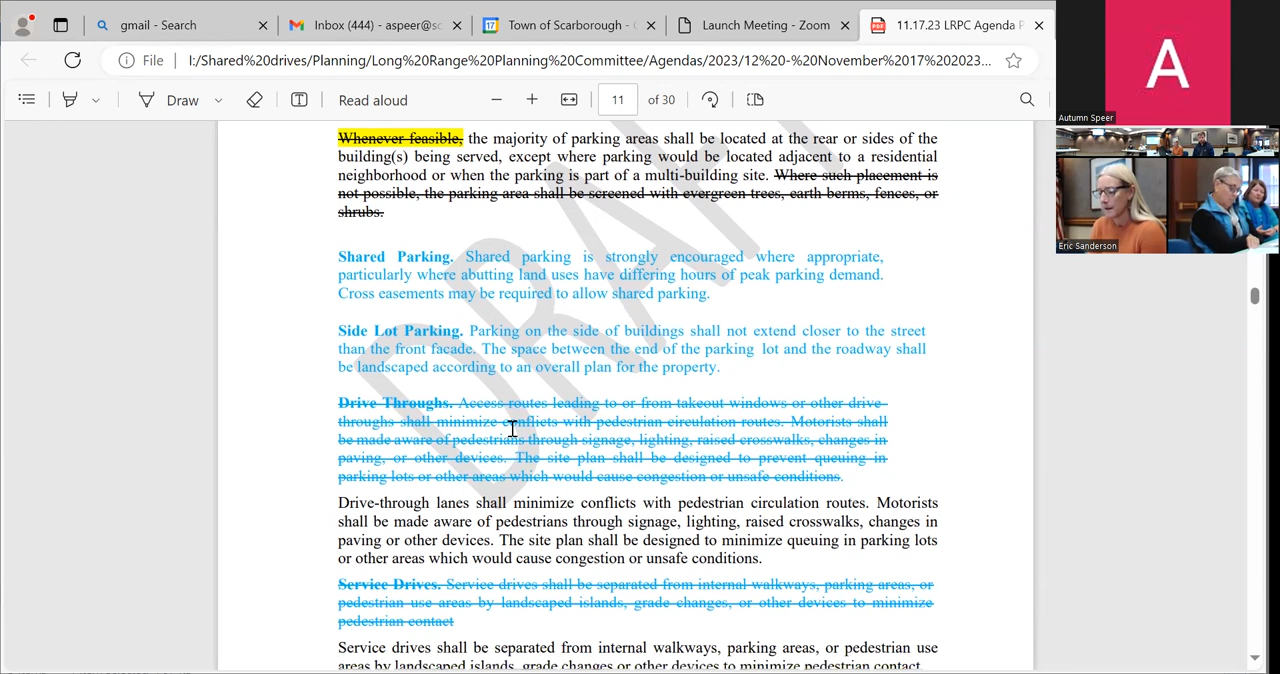 gmail - Search
Inbox (444) - aspeer@sc
Town of Scarborough -
Launch Meeting - Zoom
11.17.23 LRPC Agenda P
File
I:/Shared%20drives/Planning/Long%20Range%20Planning%20Committee/Agendas/2023/12%20-%20November%2017%202023...
Draw
Read aloud
11
of 30
A
Autumn Speer
Eric Sanderson
Whenever feasible, the majority of parking areas shall be located at the rear or sides of the
building(s) being served, except where parking would be located adjacent to a residential
neighborhood or when the parking is part of a multi-building site. Where such placement is
not possible, the parking area shall be screened with evergreen trees, earth berms, fences, or
shrubs.
Shared Parking. Shared parking is strongly encouraged where appropriate,
particularly where abutting land uses have differing hours of peak parking demand.
Cross easements may be required to allow shared parking.
Side Lot Parking. Parking on the side of buildings shall not extend closer to the street
than the front facade. The space between the end of the parking lot and the roadway shall
be landscaped according to an overall plan for the property.
Drive Throughs. Access routes leading to or from takeout windows or other drive-
throughs shall minimize conflicts with pedestrian circulation routes. Motorists shall
be made aware of pedestrians through signage, lighting, raised crosswalks, changes in
paving, or other devices. The site plan shall be designed to prevent queuing in
parking lots or other areas which would cause congestion or unsafe conditions.
Drive-through lanes shall minimize conflicts with pedestrian circulation routes. Motorists
shall be made aware of pedestrians through signage, lighting, raised crosswalks, changes in
paving or other devices. The site plan shall be designed to minimize queuing in parking lots
or other areas which would cause congestion or unsafe conditions.
Service Drives. Service drives shall be separated from internal walkways, parking areas, or
pedestrian use areas by landscaped islands, grade changes, or other devices to minimize
pedestrian contact
Service drives shall be separated from internal walkways, parking areas, or pedestrian use
areas by landscaped islands, grade changes or other devices to minimize pedestrian contact.
DRAFT